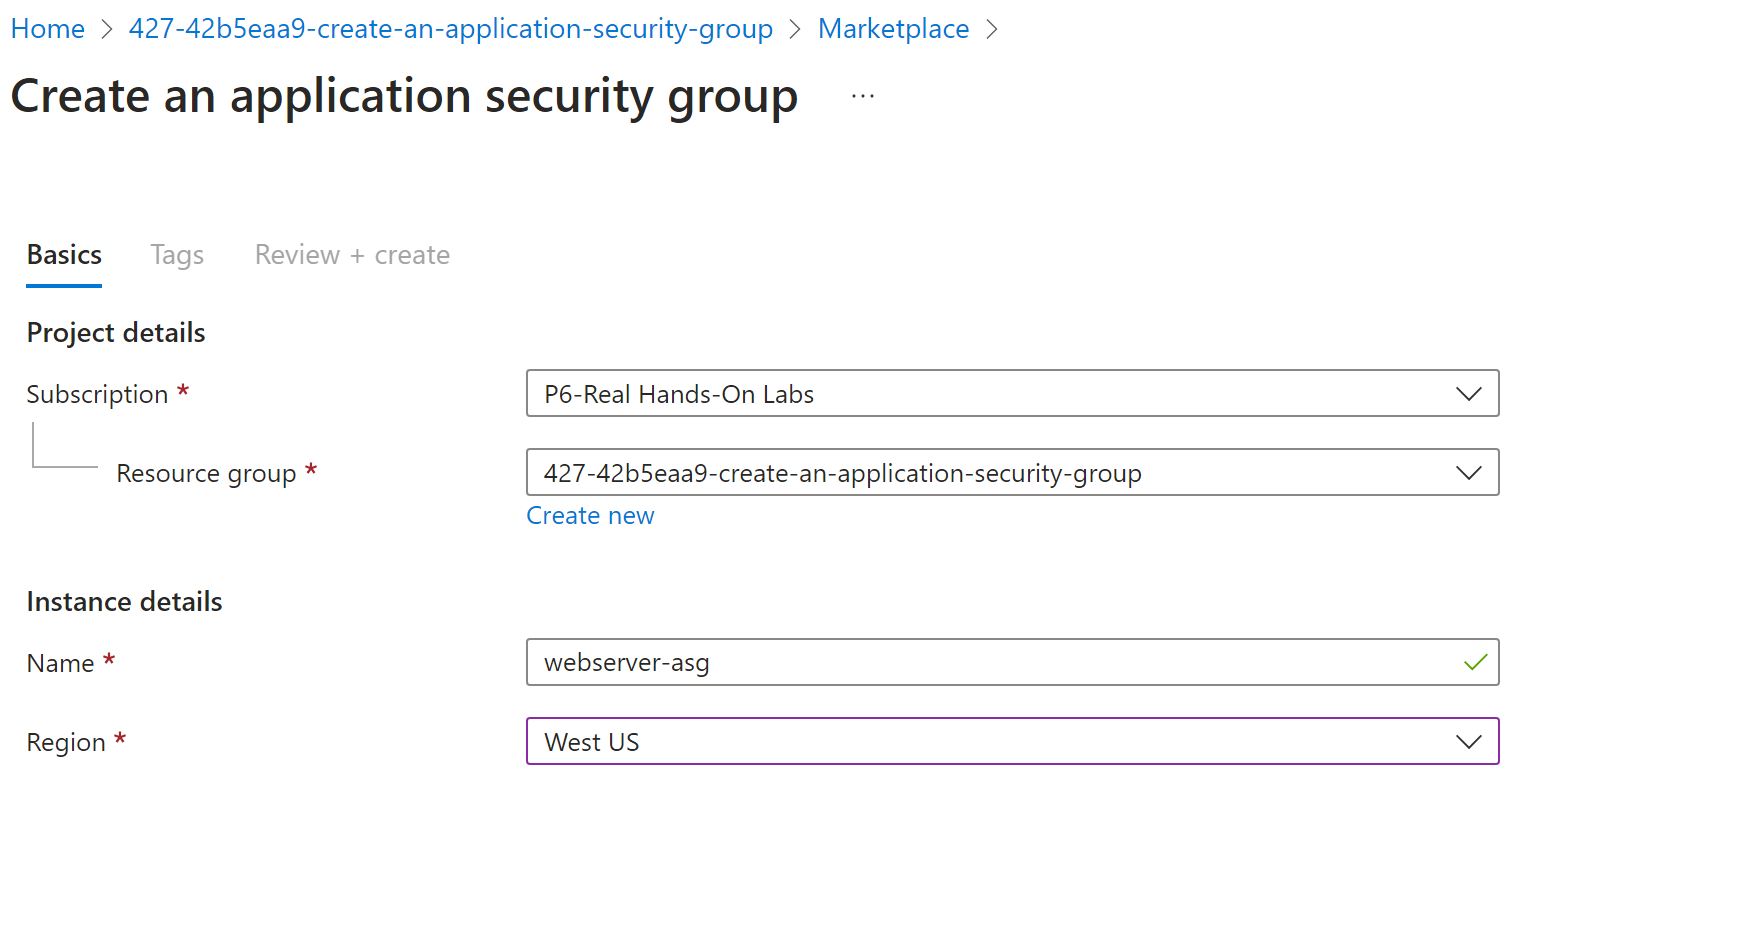 Home > 427-42b5eaa9-create-an-application-security-group > Marketplace >
Create an application security group ...
Basics Tags Review + create
Project details
Subscription * P6-Real Hands-On Labs
Resource group * 427-42b5eaa9-create-an-application-security-group
Create new
Instance details
Name * webserver-asg
Region * West US